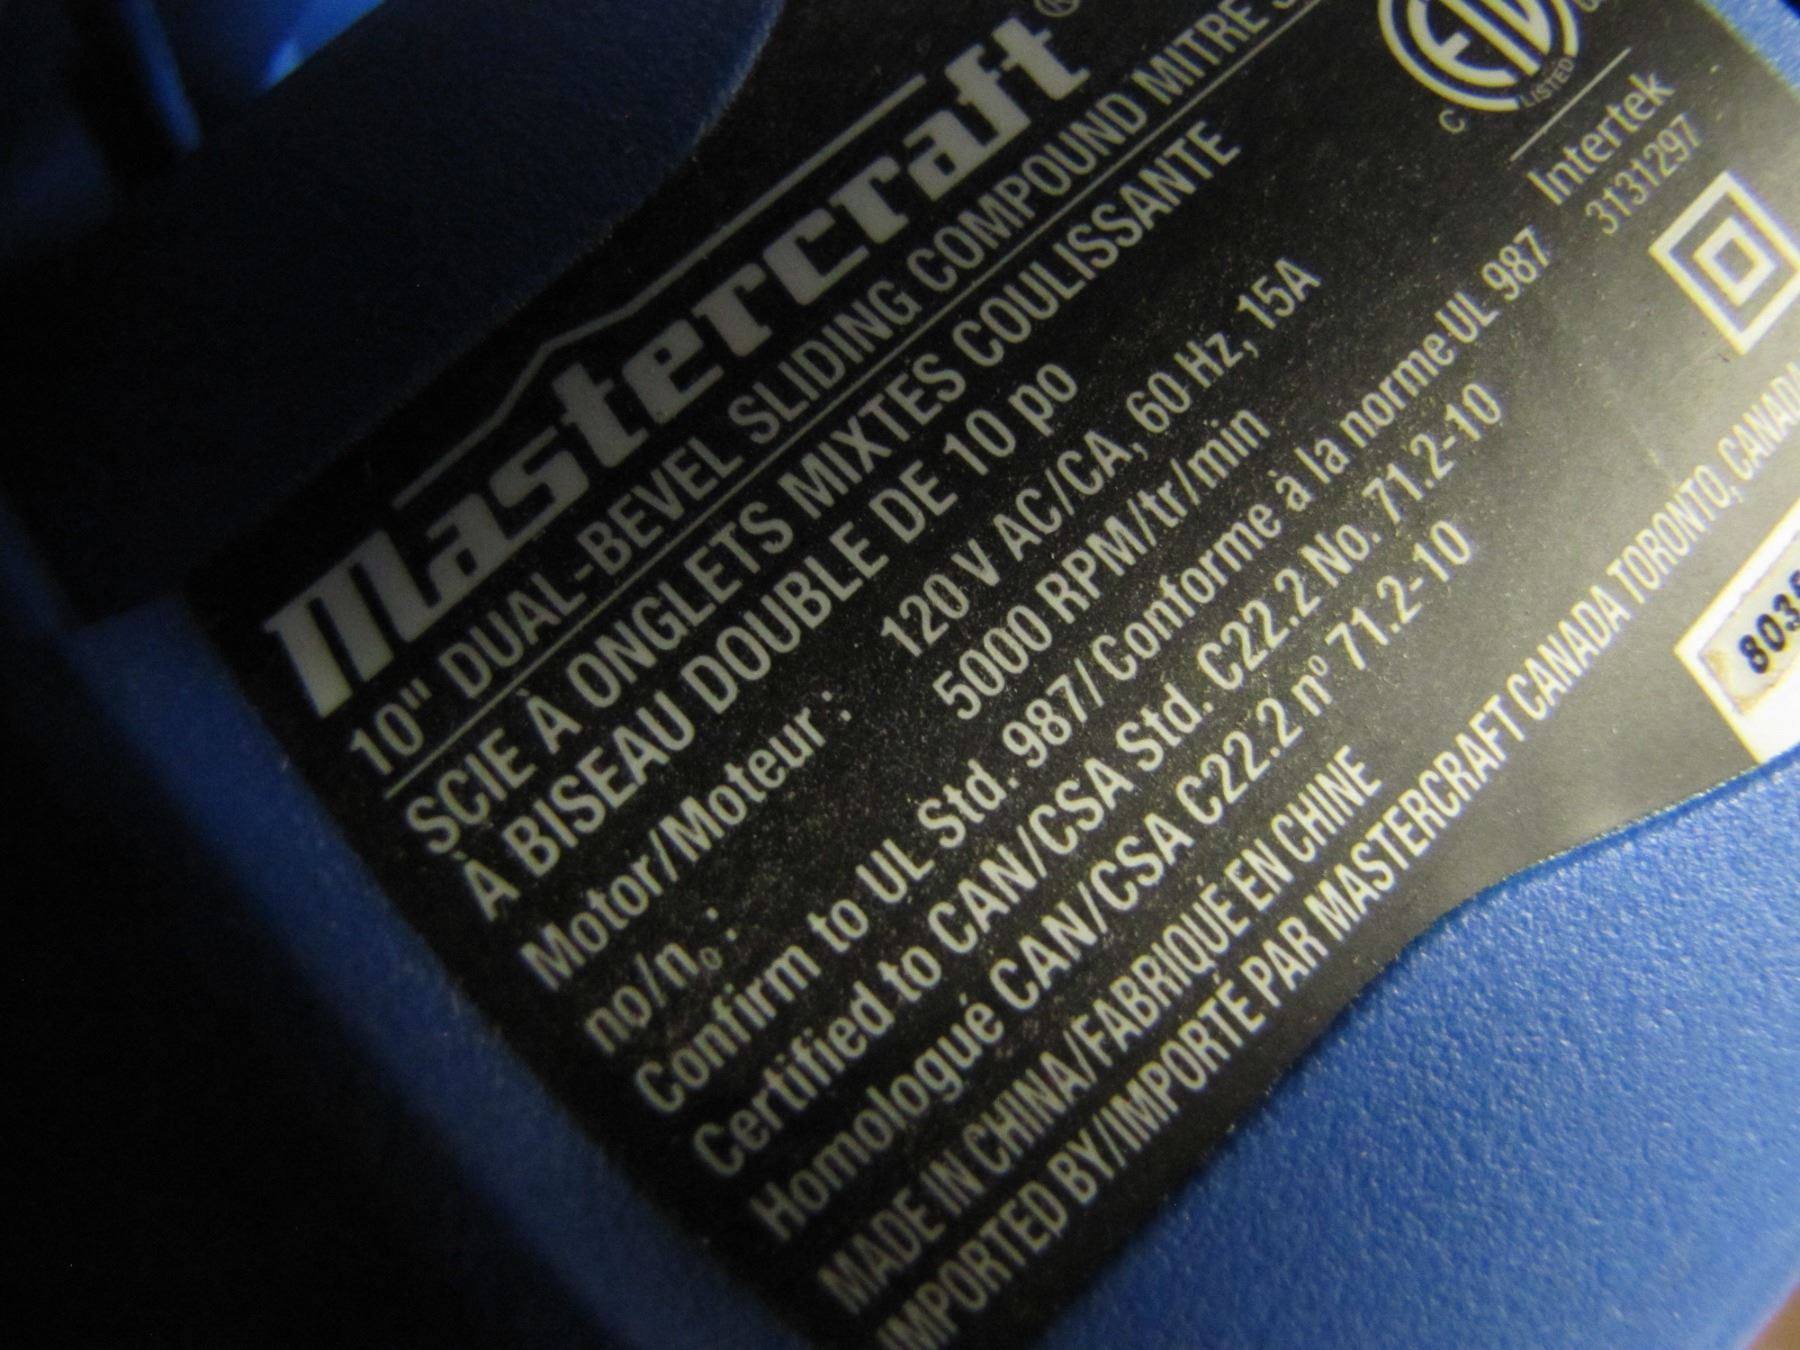 Mastercraft®
10" DUAL-BEVEL SLIDING COMPOUND MITRE
SCIE À ONGLETS MIXTES COULISSANTE
À BISEAU DOUBLE DE 10 po
Motor/Moteur: 120 V AC/CA, 60 Hz, 15A
no/no: 5000 RPM/tr/min
Confirm to UL Std. 987/Conforme à la norme UL 987
Certified to CAN/CSA Std. C22.2 No. 71.2-10
Homologué CAN/CSA C22.2 nº 71.2-10
MADE IN CHINA/FABRIQUÉ EN CHINE
IMPORTED BY/IMPORTÉ PAR MASTERCRAFT CANADA TORONTO, CANADA
C LISTED
Intertek
3131297